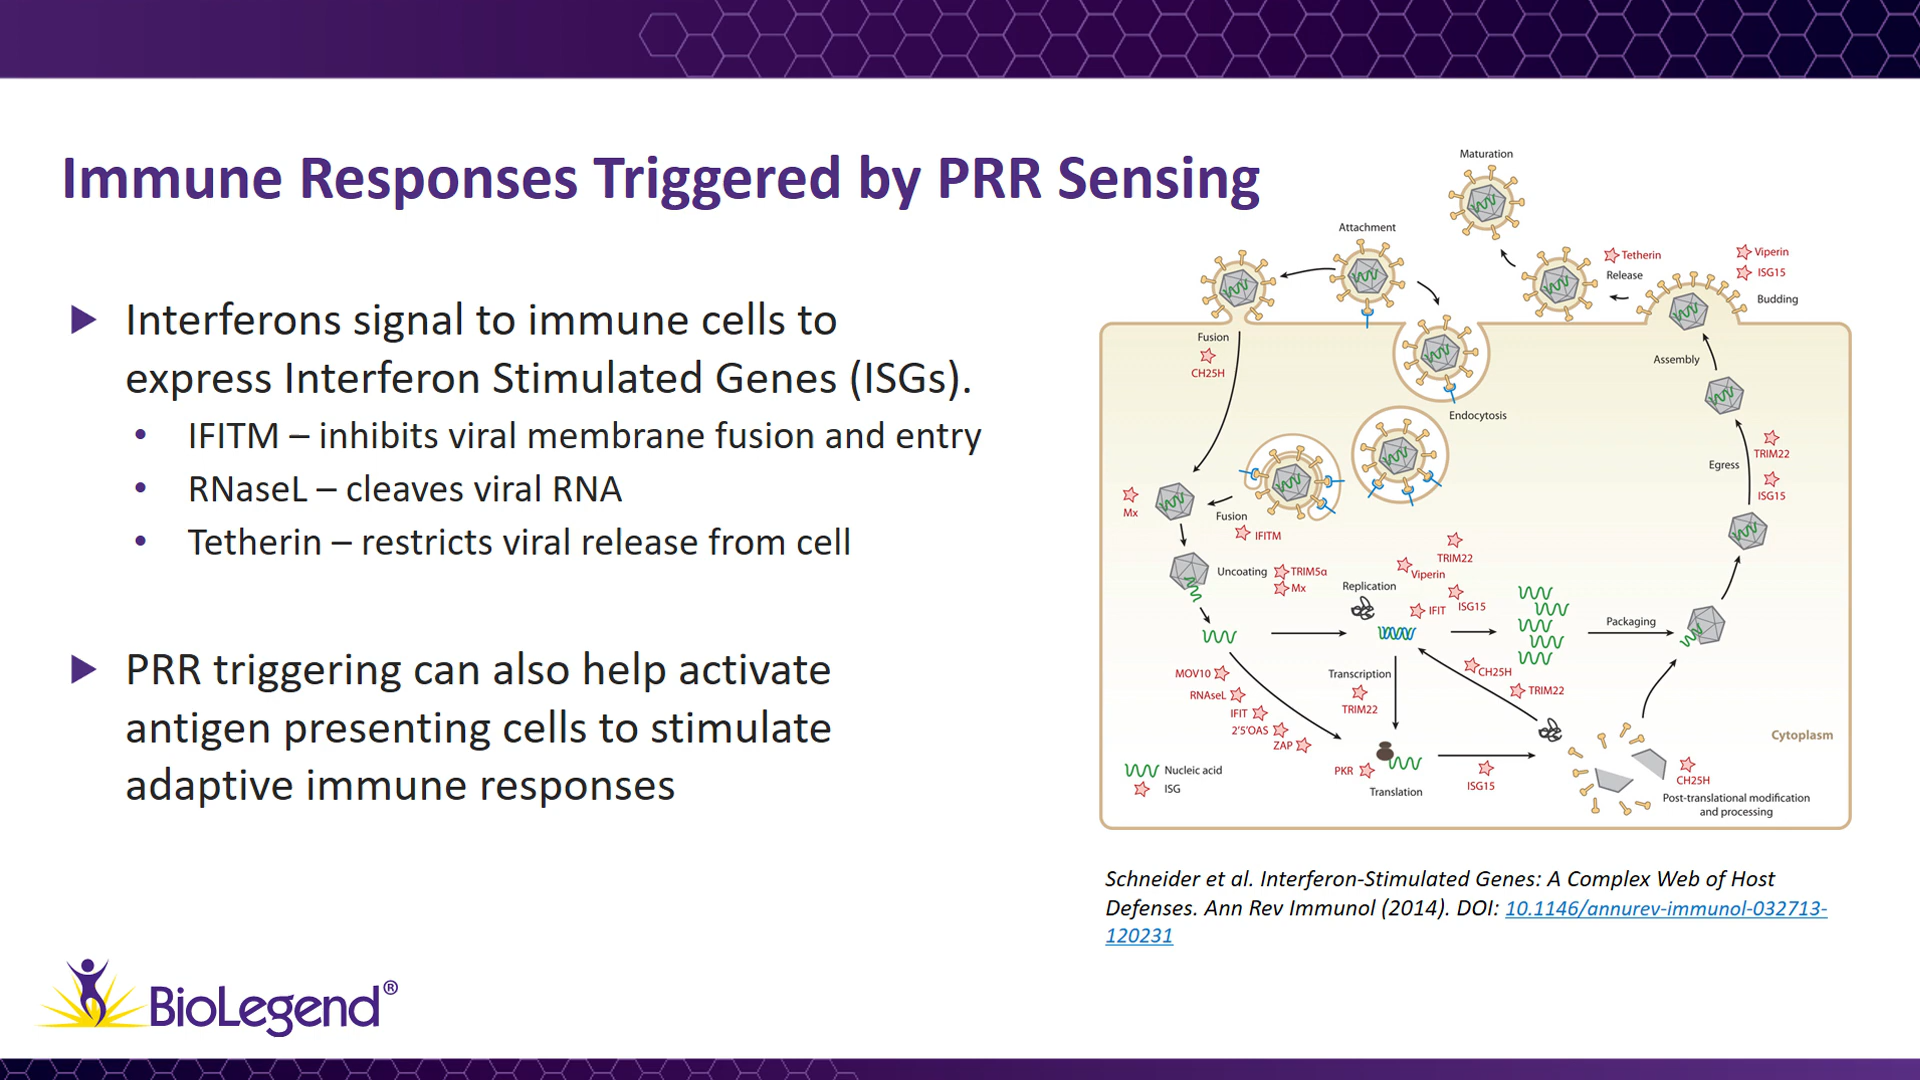 Immune Responses Triggered by PRR Sensing
Interferons signal to immune cells to
express Interferon Stimulated Genes (ISGs).
• IFITM – inhibits viral membrane fusion and entry
• RNaseL – cleaves viral RNA
• Tetherin – restricts viral release from cell
PRR triggering can also help activate
antigen presenting cells to stimulate
adaptive immune responses
Maturation
Attachment
Tetherin
Release
Viperin
ISG15
Budding
Fusion
CH25H
Assembly
Endocytosis
TRIM22
Egress
ISG15
Mx
Fusion
IFITM
Uncoating
TRIM5α
Mx
Replication
TRIM22
Viperin
IFIT
ISG15
Packaging
MOV10
RNAseL
IFIT
2'5'OAS
ZAP
Transcription
TRIM22
CH25H
TRIM22
Cytoplasm
PKR
Translation
ISG15
CH25H
Post-translational modification
and processing
Nucleic acid
ISG
Schneider et al. Interferon-Stimulated Genes: A Complex Web of Host
Defenses. Ann Rev Immunol (2014). DOI: 10.1146/annurev-immunol-032713-
120231
BioLegend®